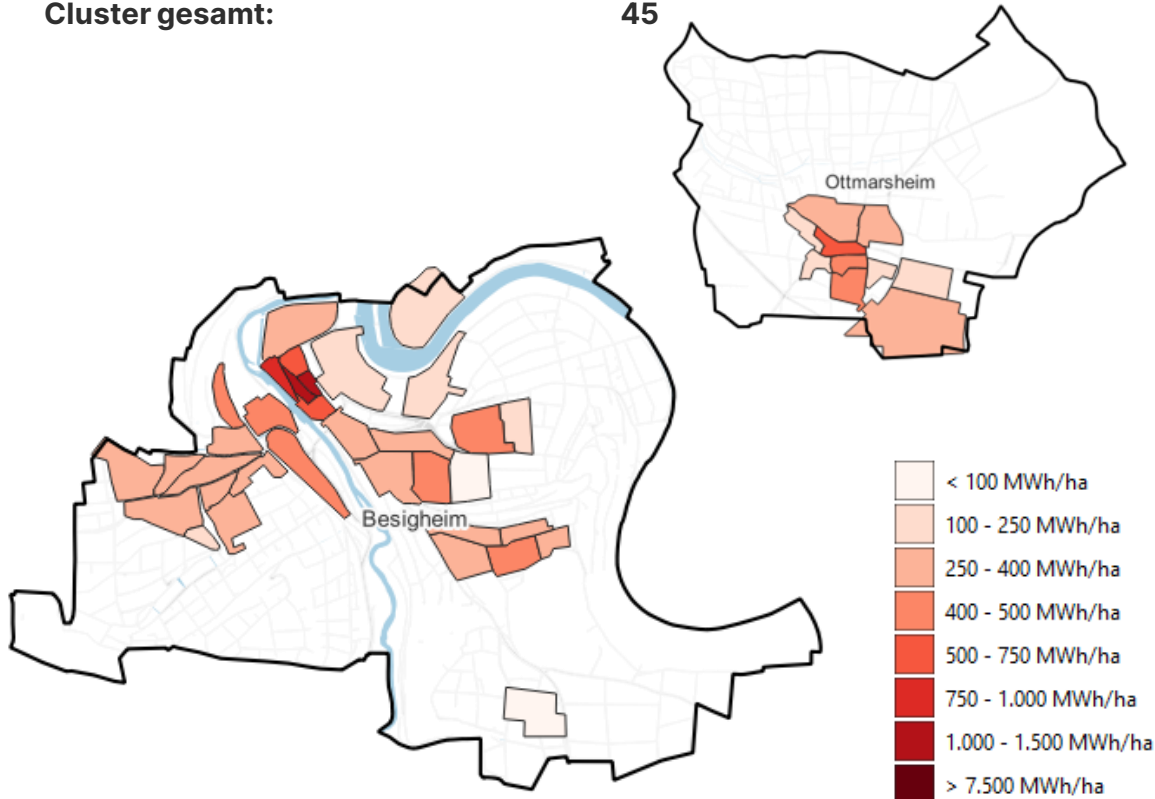 Cluster gesamt: 45
Ottmarsheim
Besigheim
< 100 MWh/ha
100 - 250 MWh/ha
250 - 400 MWh/ha
400 - 500 MWh/ha
500 - 750 MWh/ha
750 - 1.000 MWh/ha
1.000 - 1.500 MWh/ha
> 7.500 MWh/ha